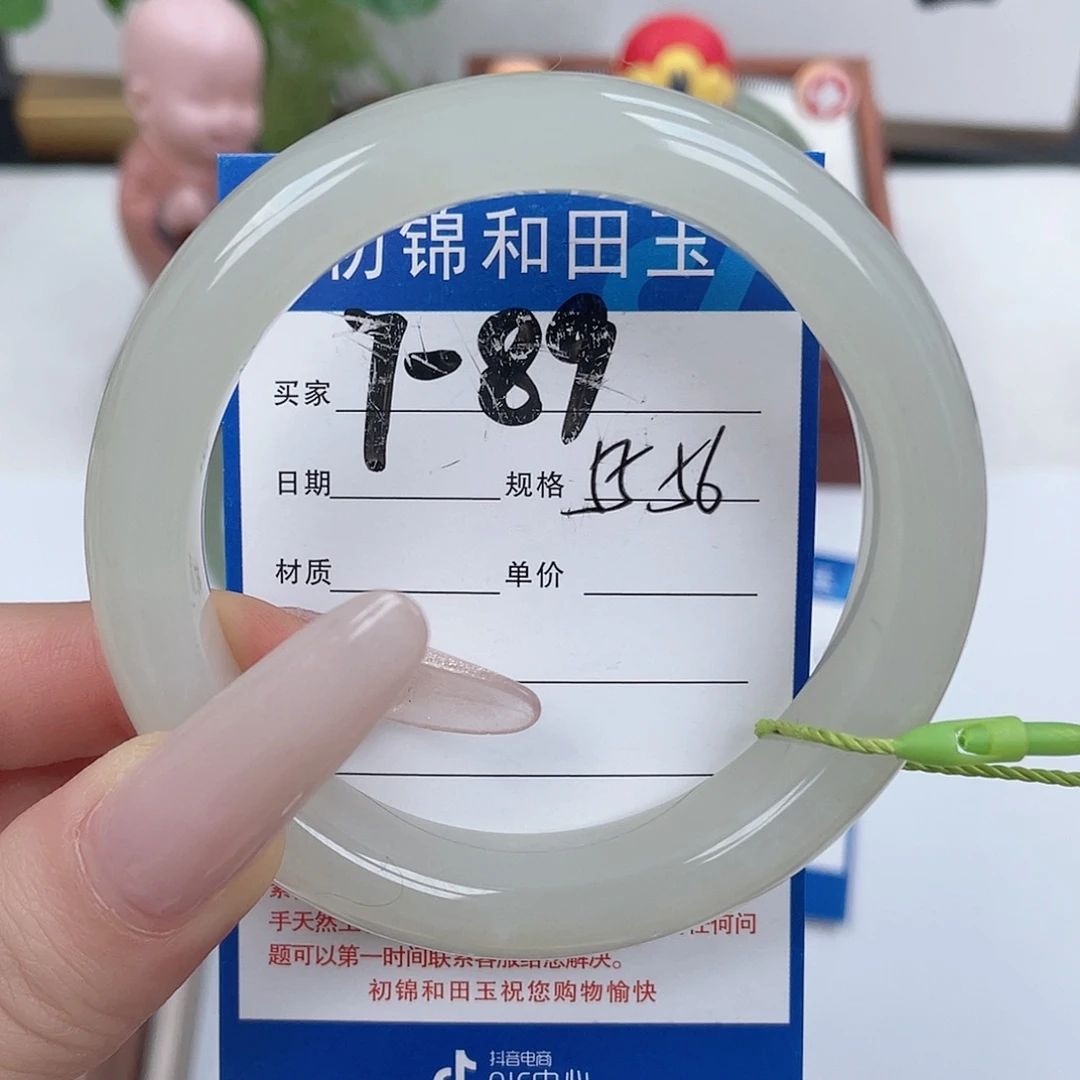 初锦和田玉
买家 7-89
日期 规格 55.56
材质 单价
手天然 任何问
题可以第一时间联系客服给您解决。
初锦和田玉祝您购物愉快
抖音电商